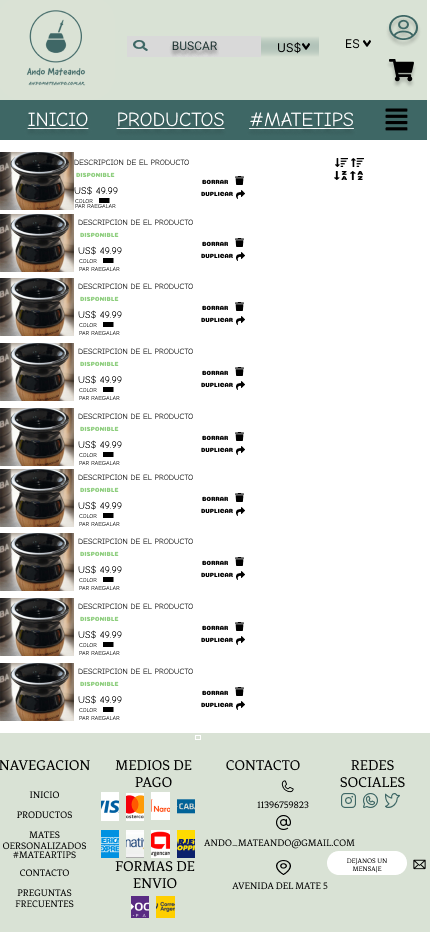 Ando Mateando
ANDOMATEANDO.COM.AR
BUSCAR
US$
ES
INICIO
PRODUCTOS
#MATETIPS
DESCRIPCION DE EL PRODUCTO
DISPONIBLE
US$ 49.99
COLOR
PAR RAEGALAR
BORRAR
DUPLICAR
DESCRIPCION DE EL PRODUCTO
DISPONIBLE
US$ 49.99
COLOR
PAR RAEGALAR
BORRAR
DUPLICAR
DESCRIPCION DE EL PRODUCTO
DISPONIBLE
US$ 49.99
COLOR
PAR RAEGALAR
BORRAR
DUPLICAR
DESCRIPCION DE EL PRODUCTO
DISPONIBLE
US$ 49.99
COLOR
PAR RAEGALAR
BORRAR
DUPLICAR
DESCRIPCION DE EL PRODUCTO
DISPONIBLE
US$ 49.99
COLOR
PAR RAEGALAR
BORRAR
DUPLICAR
DESCRIPCION DE EL PRODUCTO
DISPONIBLE
US$ 49.99
COLOR
PAR RAEGALAR
BORRAR
DUPLICAR
DESCRIPCION DE EL PRODUCTO
DISPONIBLE
US$ 49.99
COLOR
PAR RAEGALAR
BORRAR
DUPLICAR
DESCRIPCION DE EL PRODUCTO
DISPONIBLE
US$ 49.99
COLOR
PAR RAEGALAR
BORRAR
DUPLICAR
DESCRIPCION DE EL PRODUCTO
DISPONIBLE
US$ 49.99
COLOR
PAR RAEGALAR
BORRAR
DUPLICAR
NAVEGACION
INICIO
PRODUCTOS
MATES
OERSONALIZADOS
#MATEARTIPS
CONTACTO
PREGUNTAS
FRECUENTES
MEDIOS DE
PAGO
VIS
mastercard
Nara
CABA
FORMAS DE
ENVIO
CONTACTO
11396759823
ANDO_MATEANDO@GMAIL.COM
AVENIDA DEL MATE 5
REDES
SOCIALES
DEJANOS UN
MENSAJE